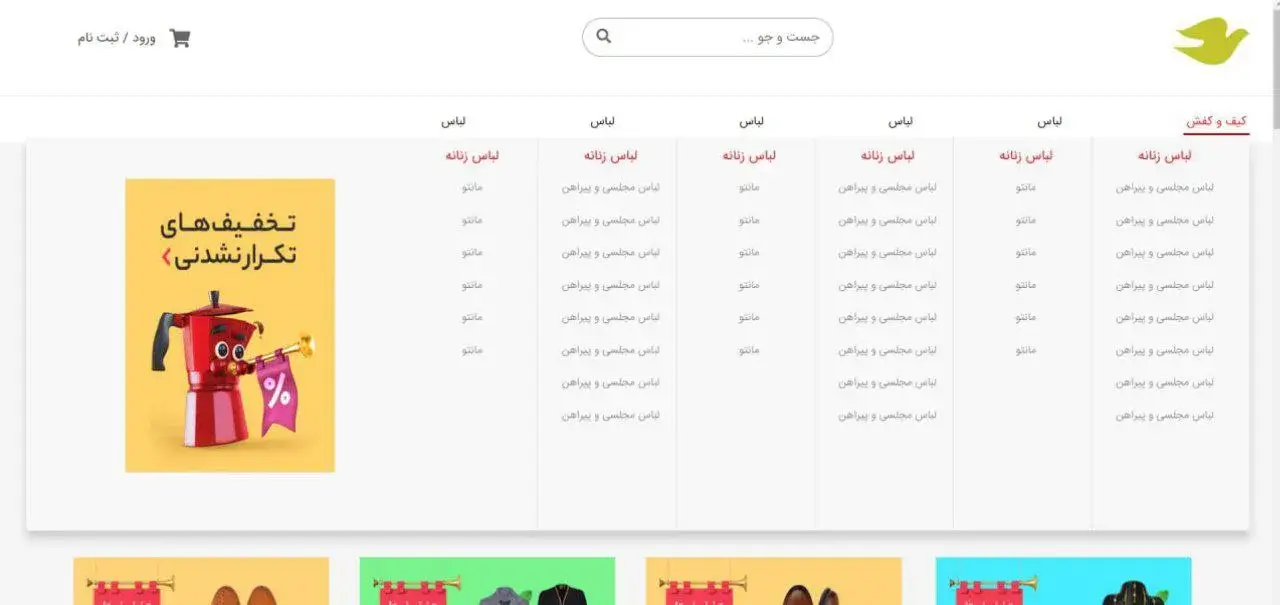 جست و جو ...
ورود / ثبت نام
کیف و کفش
لباس
لباس
لباس
لباس
لباس
لباس زنانه
لباس مجلسی و پیراهن
لباس مجلسی و پیراهن
لباس مجلسی و پیراهن
لباس مجلسی و پیراهن
لباس مجلسی و پیراهن
لباس مجلسی و پیراهن
لباس مجلسی و پیراهن
لباس مجلسی و پیراهن
لباس زنانه
مانتو
مانتو
مانتو
مانتو
مانتو
مانتو
لباس زنانه
لباس مجلسی و پیراهن
لباس مجلسی و پیراهن
لباس مجلسی و پیراهن
لباس مجلسی و پیراهن
لباس مجلسی و پیراهن
لباس مجلسی و پیراهن
لباس مجلسی و پیراهن
لباس مجلسی و پیراهن
لباس زنانه
مانتو
مانتو
مانتو
مانتو
مانتو
مانتو
لباس زنانه
لباس مجلسی و پیراهن
لباس مجلسی و پیراهن
لباس مجلسی و پیراهن
لباس مجلسی و پیراهن
لباس مجلسی و پیراهن
لباس مجلسی و پیراهن
لباس مجلسی و پیراهن
لباس مجلسی و پیراهن
لباس زنانه
مانتو
مانتو
مانتو
مانتو
مانتو
مانتو
تخفیف‌های
تکرارنشدنی
%